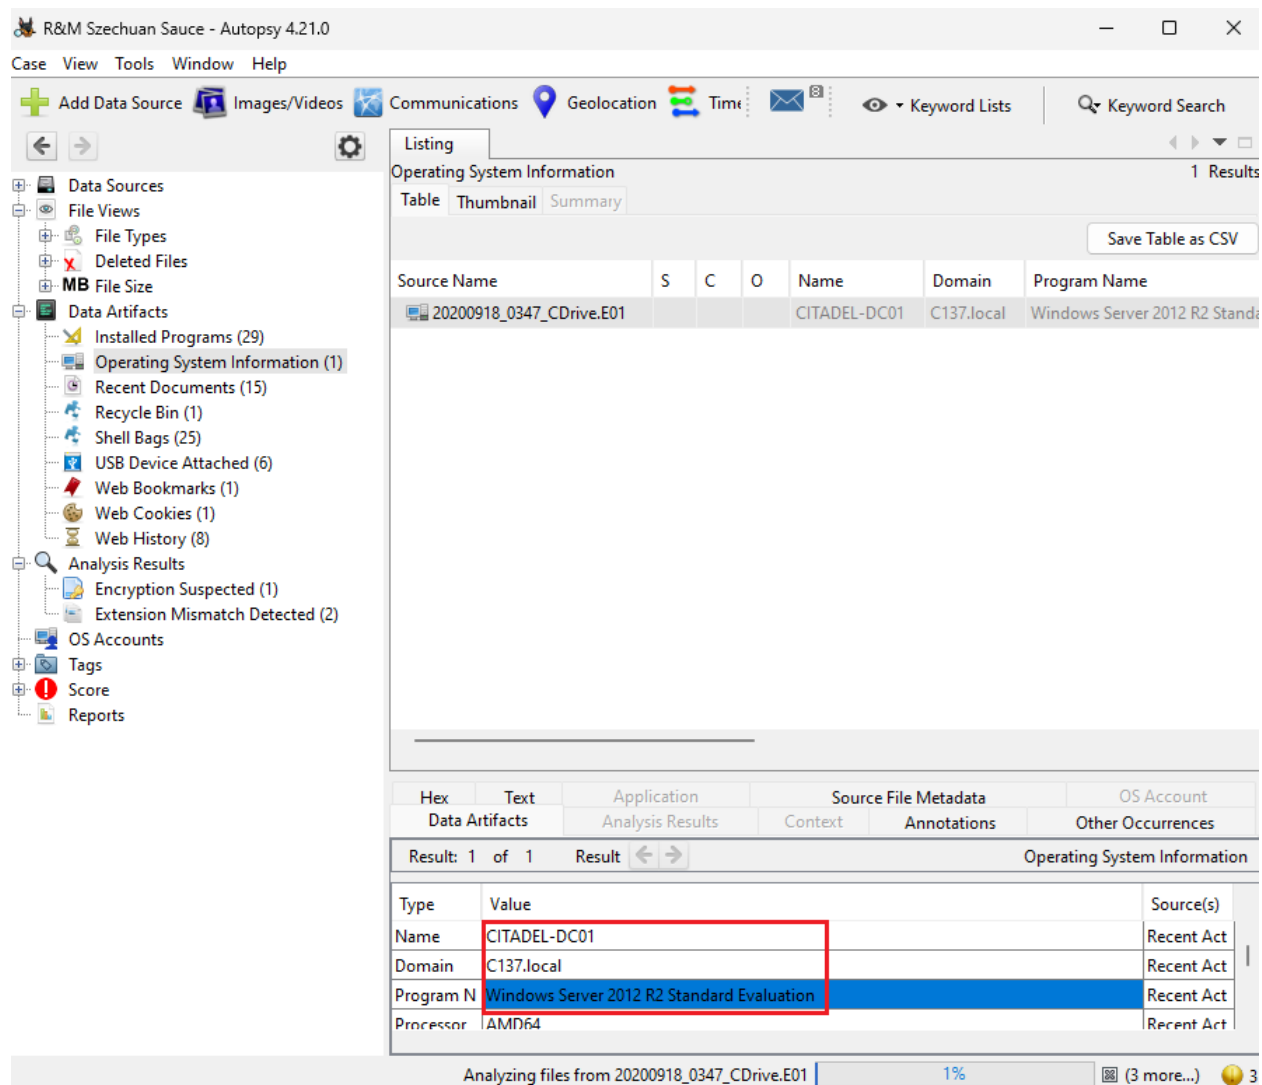 R&M Szechuan Sauce - Autopsy 4.21.0
Case View Tools Window Help
Add Data Source Images/Videos Communications Geolocation Time 8 Keyword Lists Keyword Search
Listing
Operating System Information 1 Results
Table Thumbnail Summary
Save Table as CSV
Source Name S C O Name Domain Program Name
20200918_0347_CDrive.E01 CITADEL-DC01 C137.local Windows Server 2012 R2 Standa
Data Sources
File Views
File Types
Deleted Files
MB File Size
Data Artifacts
Installed Programs (29)
Operating System Information (1)
Recent Documents (15)
Recycle Bin (1)
Shell Bags (25)
USB Device Attached (6)
Web Bookmarks (1)
Web Cookies (1)
Web History (8)
Analysis Results
Encryption Suspected (1)
Extension Mismatch Detected (2)
OS Accounts
Tags
Score
Reports
Hex Text Application Source File Metadata OS Account
Data Artifacts Analysis Results Context Annotations Other Occurrences
Result: 1 of 1 Result Operating System Information
Type Value Source(s)
Name CITADEL-DC01 Recent Act
Domain C137.local Recent Act
Program N Windows Server 2012 R2 Standard Evaluation Recent Act
Processor AMD64 Recent Act
Analyzing files from 20200918_0347_CDrive.E01 1% (3 more...) 3